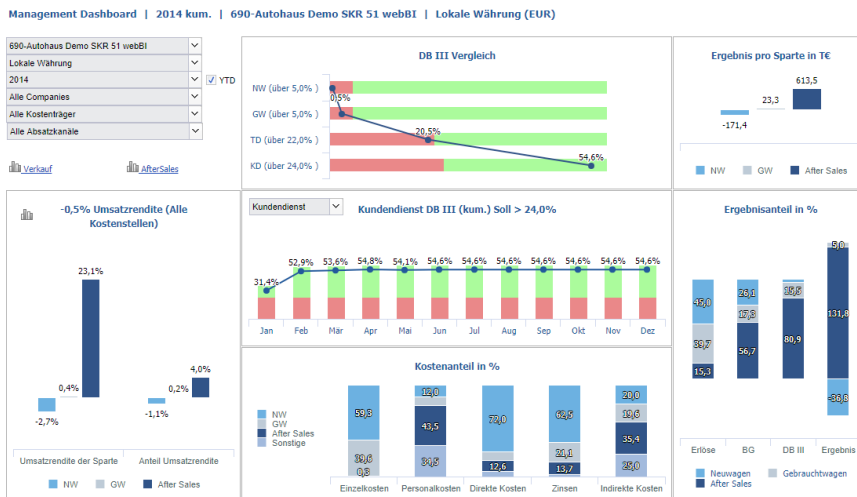 Management Dashboard | 2014 kum. | 690-Autohaus Demo SKR 51 webBI | Lokale Währung (EUR)
690-Autohaus Demo SKR 51 webBI
Lokale Währung
2014
YTD
Alle Companies
Alle Kostenträger
Alle Absatzkanäle
Verkauf
AfterSales
DB III Vergleich
NW (über 5,0% )
0,5%
GW (über 5,0% )
20,5%
TD (über 22,0% )
54,6%
KD (über 24,0% )
Ergebnis pro Sparte in T€
613,5
23,3
-171,4
NW GW After Sales
-0,5% Umsatzrendite (Alle
Kostenstellen)
23,1%
0,4%
4,0%
0,2%
-2,7%
-1,1%
Umsatzrendite der Sparte Anteil Umsatzrendite
NW GW After Sales
Kundendienst
Kundendienst DB III (kum.) Soll > 24,0%
31,4% 52,9% 53,6% 54,8% 54,1% 54,6% 54,6% 54,6% 54,6% 54,6% 54,6% 54,6%
Jan Feb Mär Apr Mai Jun Jul Aug Sep Okt Nov Dez
Kostenanteil in %
NW
GW
After Sales
Sonstige
59,3 12,0 72,0 62,5 20,0
39,6 43,5 21,1 19,6
0,3 34,5 12,6 13,7 35,4
25,0
Einzelkosten Personalkosten Direkte Kosten Zinsen Indirekte Kosten
Ergebnisanteil in %
5,0
45,0 26,1 15,5 131,8
39,7 17,3
15,3 56,7 80,9
-36,8
Erlöse BG DB III Ergebnis
Neuwagen Gebrauchtwagen
After Sales